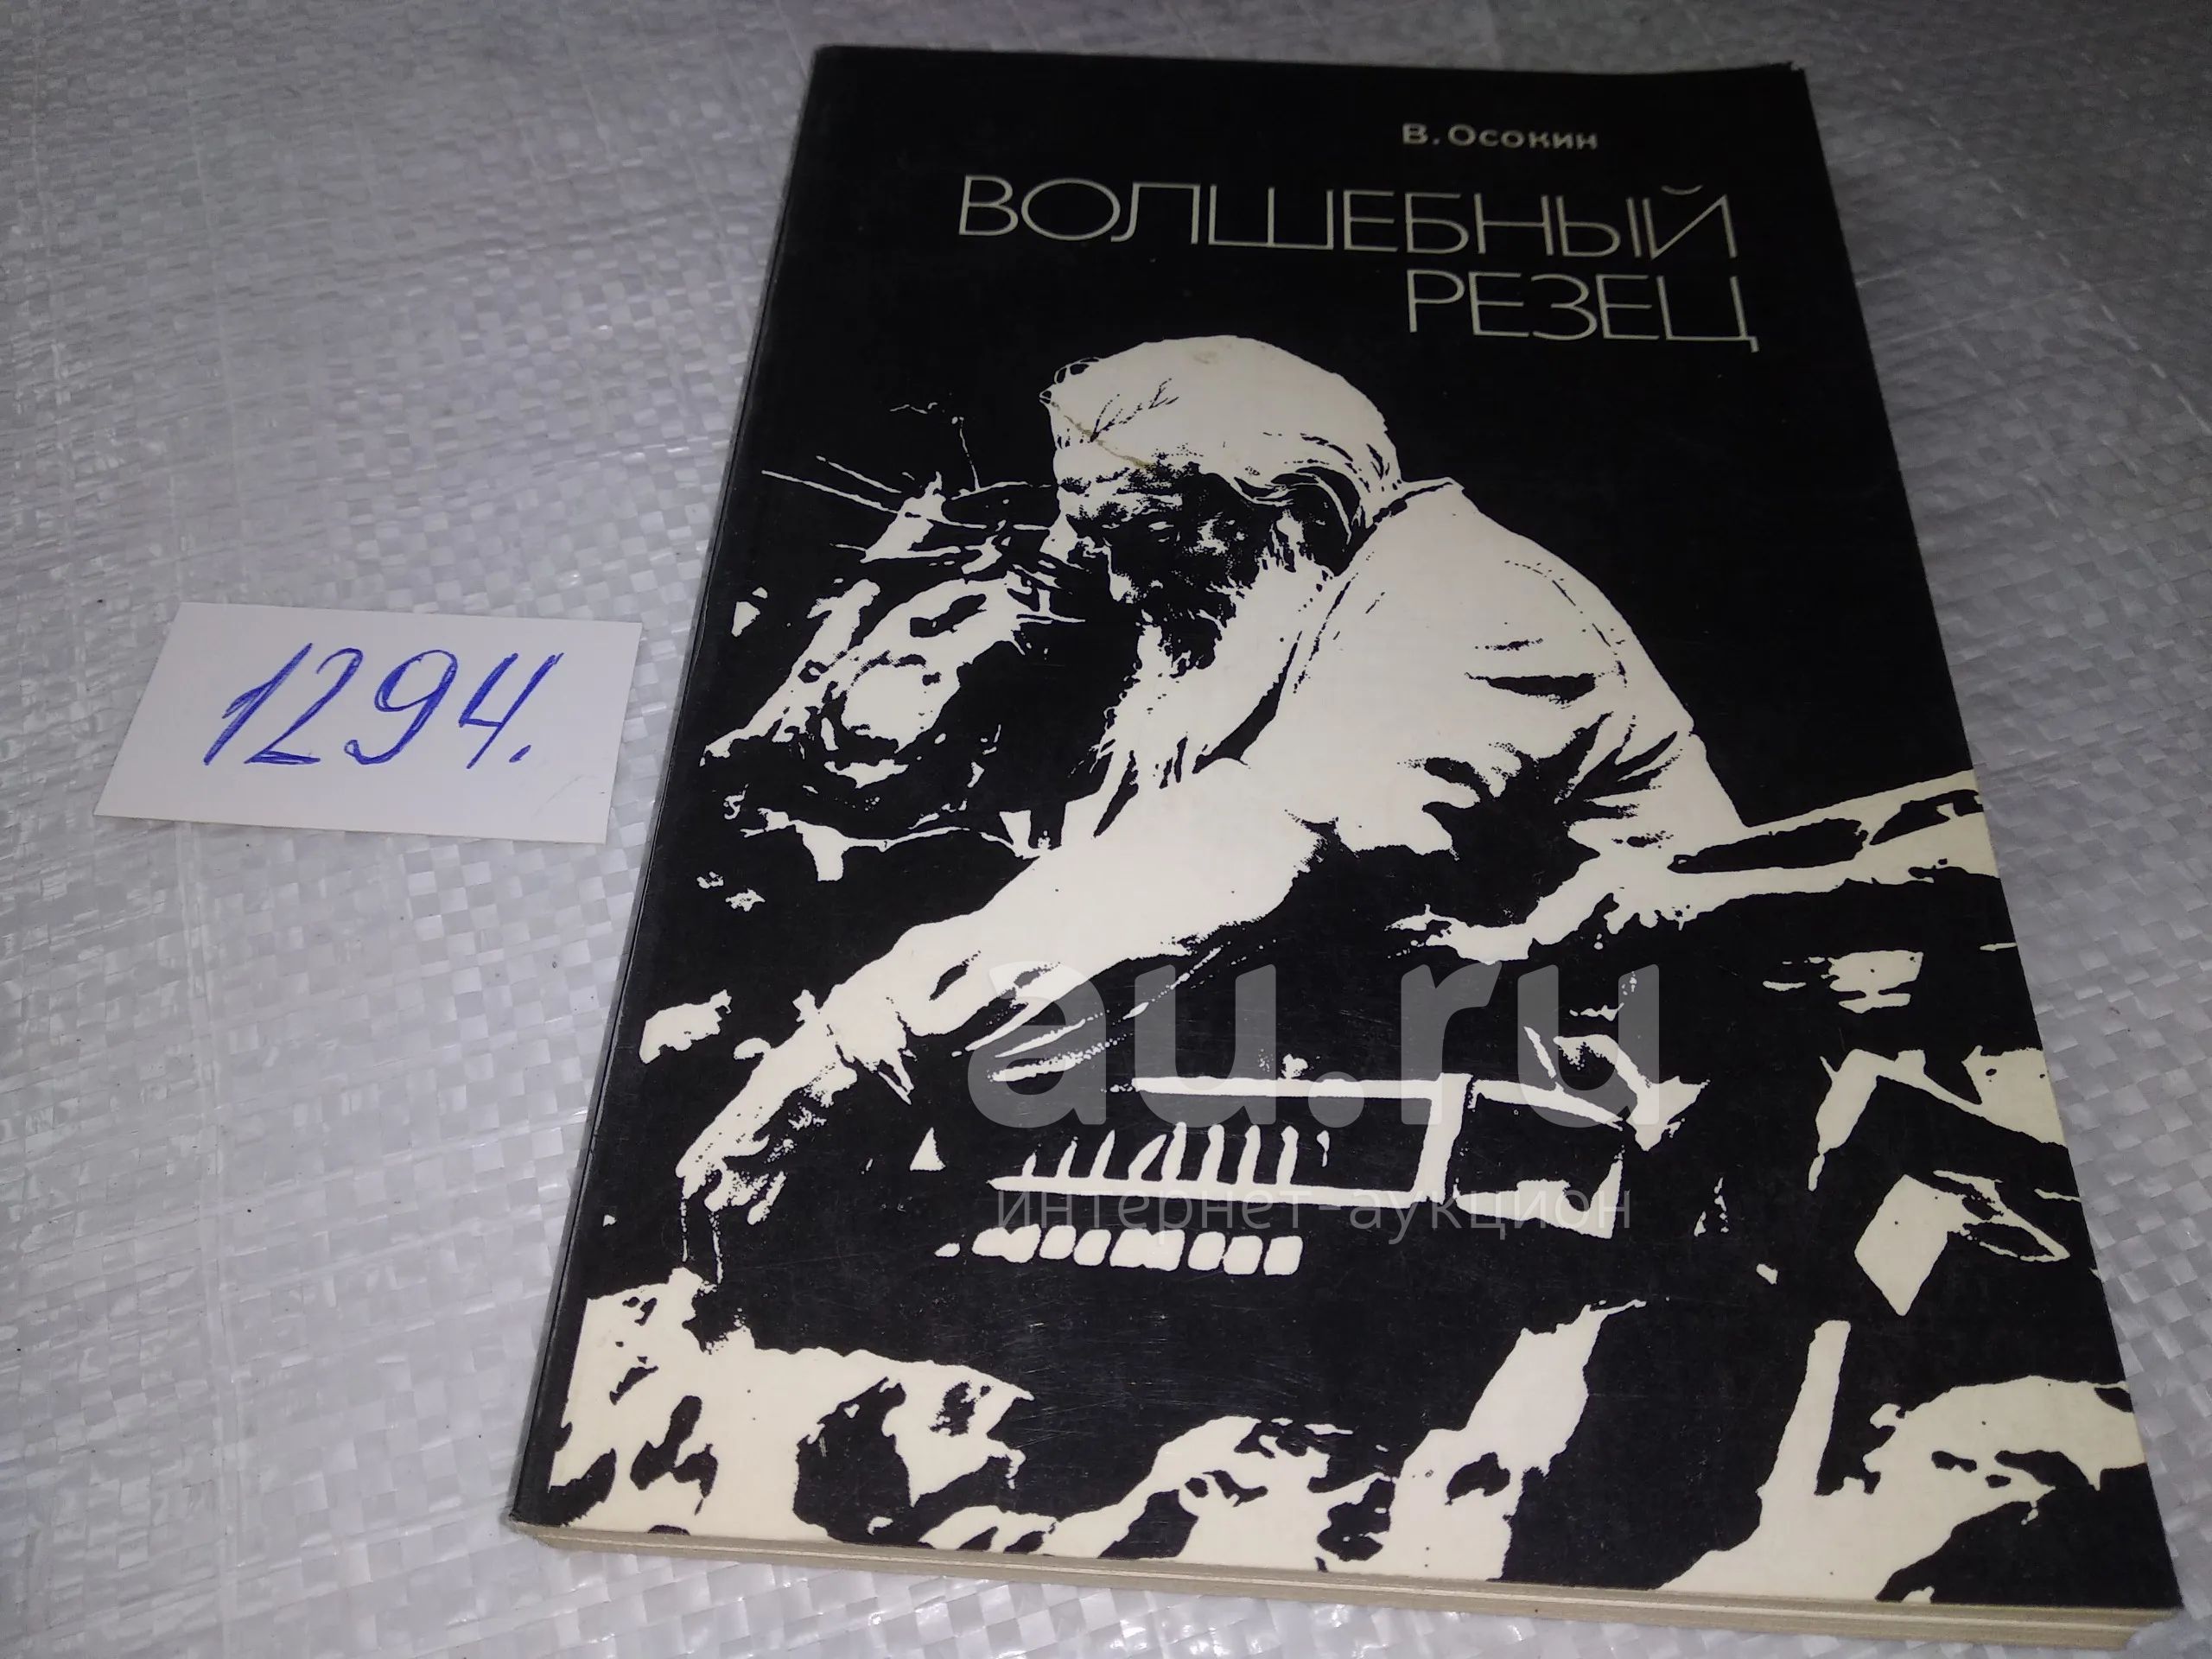 В. Осокин
ВОЛШЕБНЫЙ
РЕЗЕЦ
1294.
au.ru
интернет-аукцион